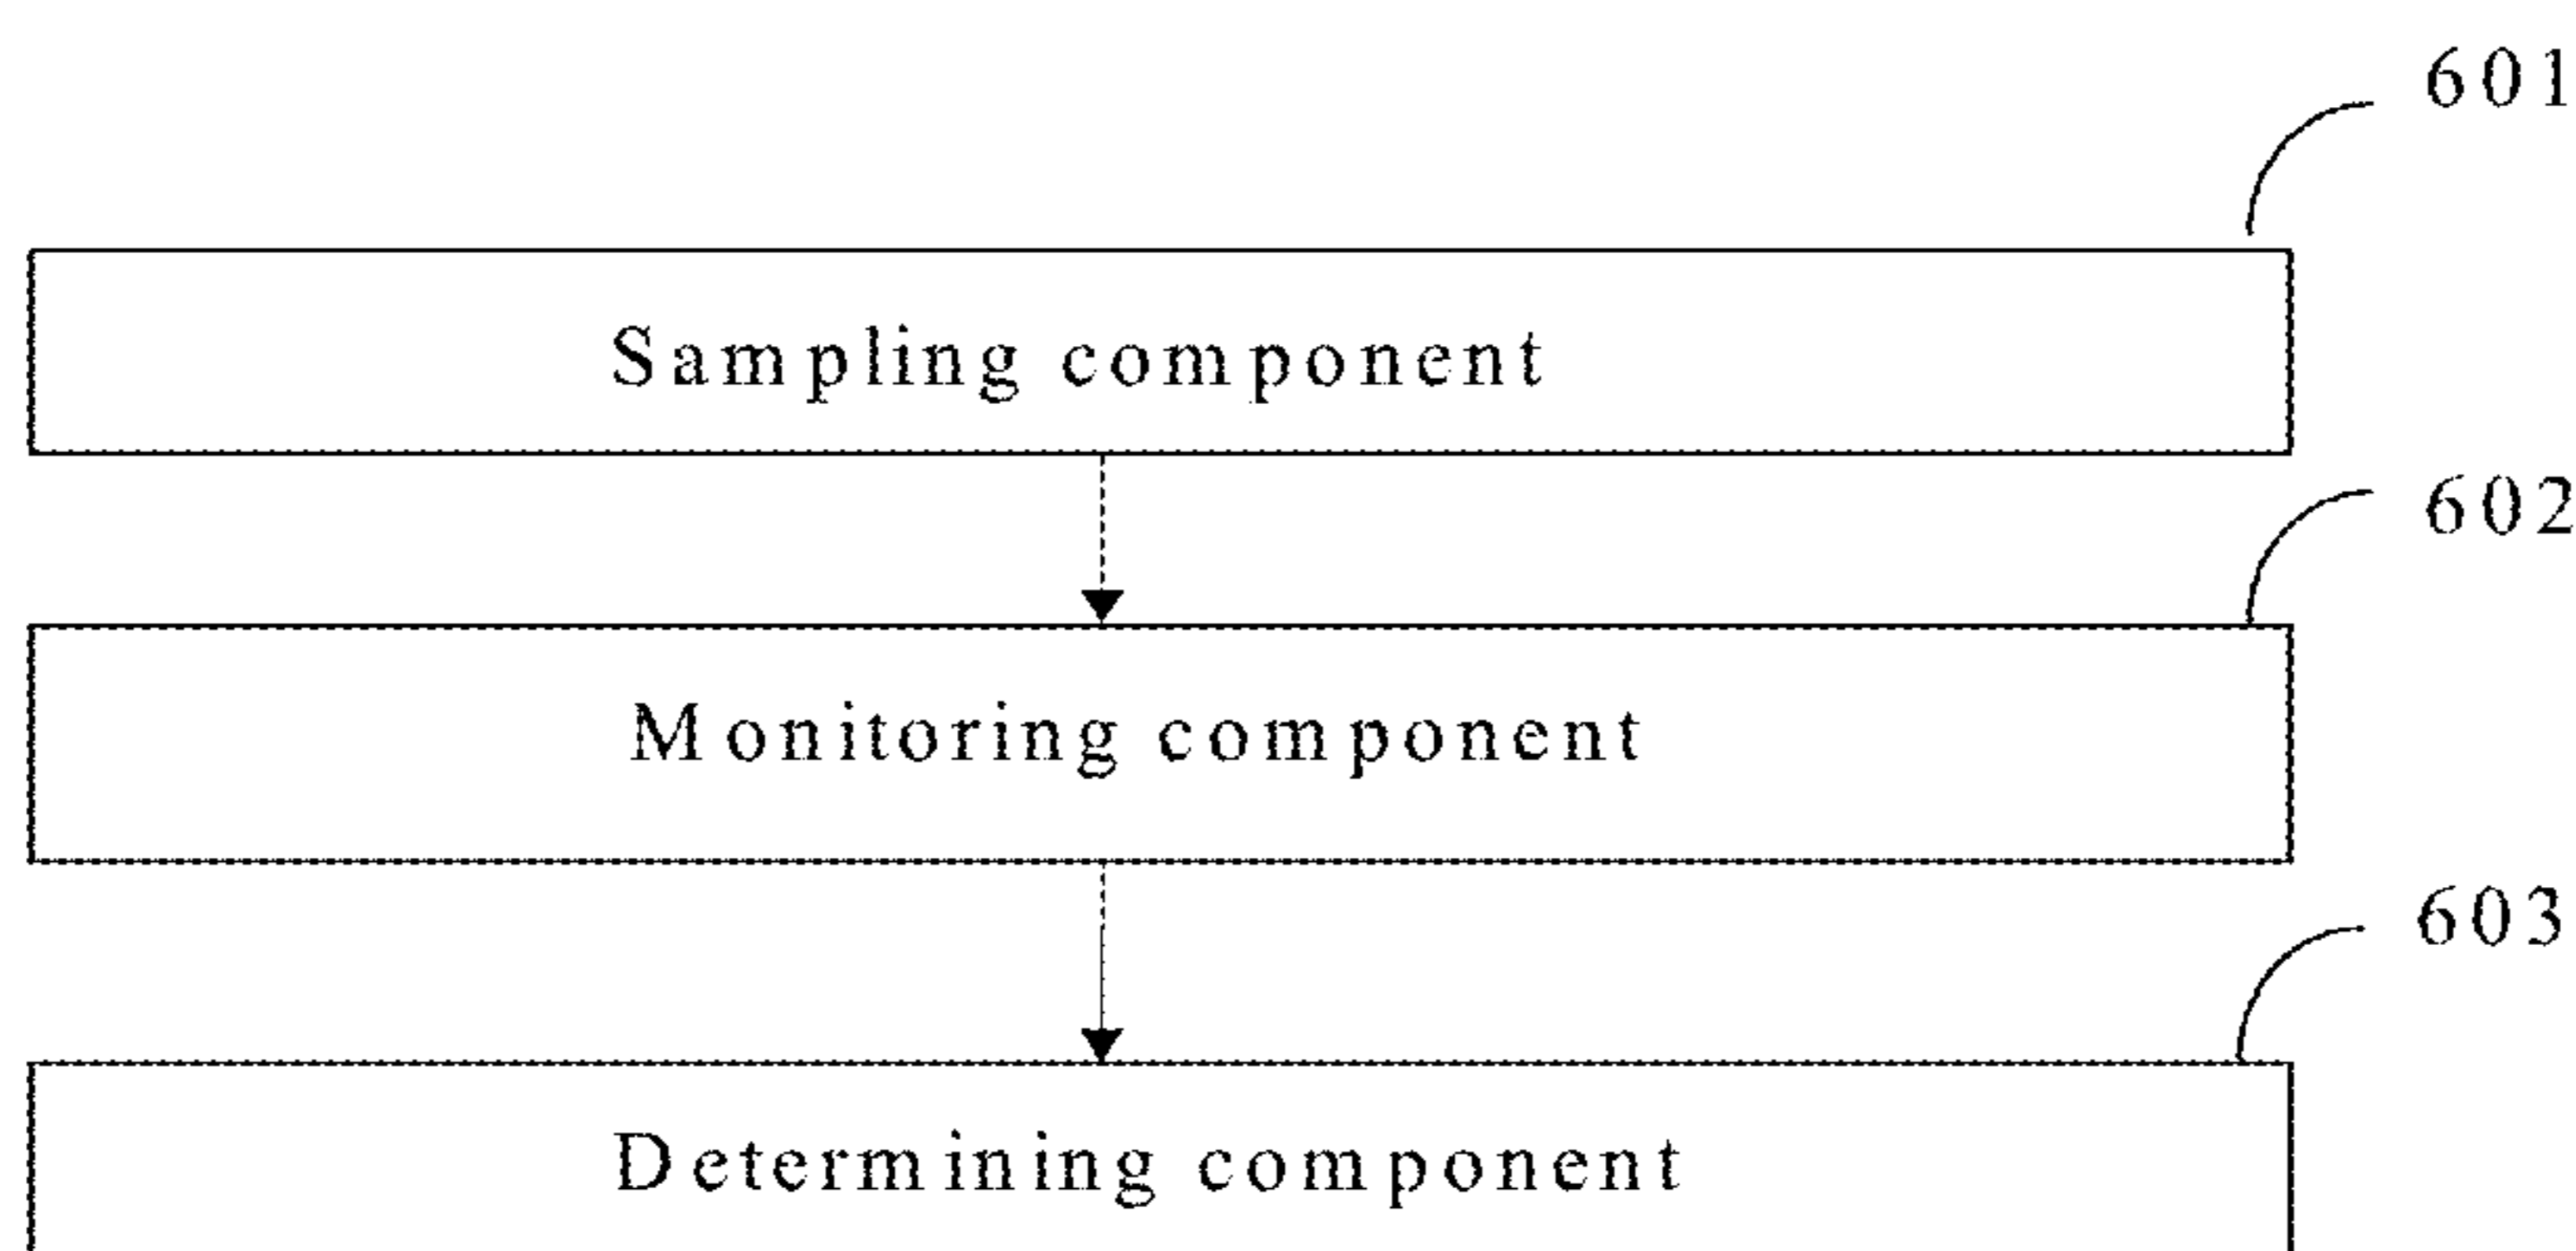 601
Sampling component
602
Monitoring component
603
Determining component